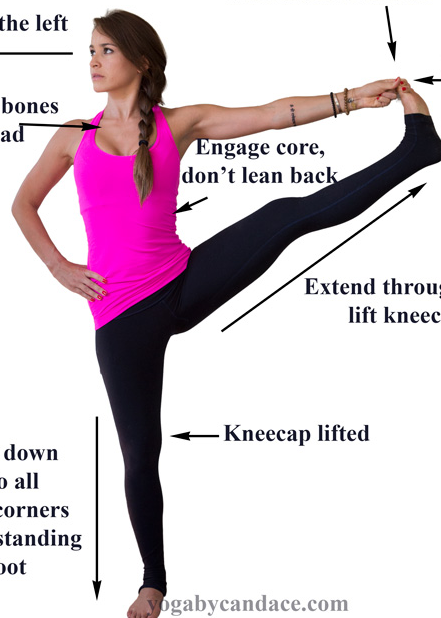 the left
bones
ad
Engage core,
don't lean back
Extend throug
lift kneec
Kneecap lifted
down
o all
corners
standing
oot
yogabycandace.com